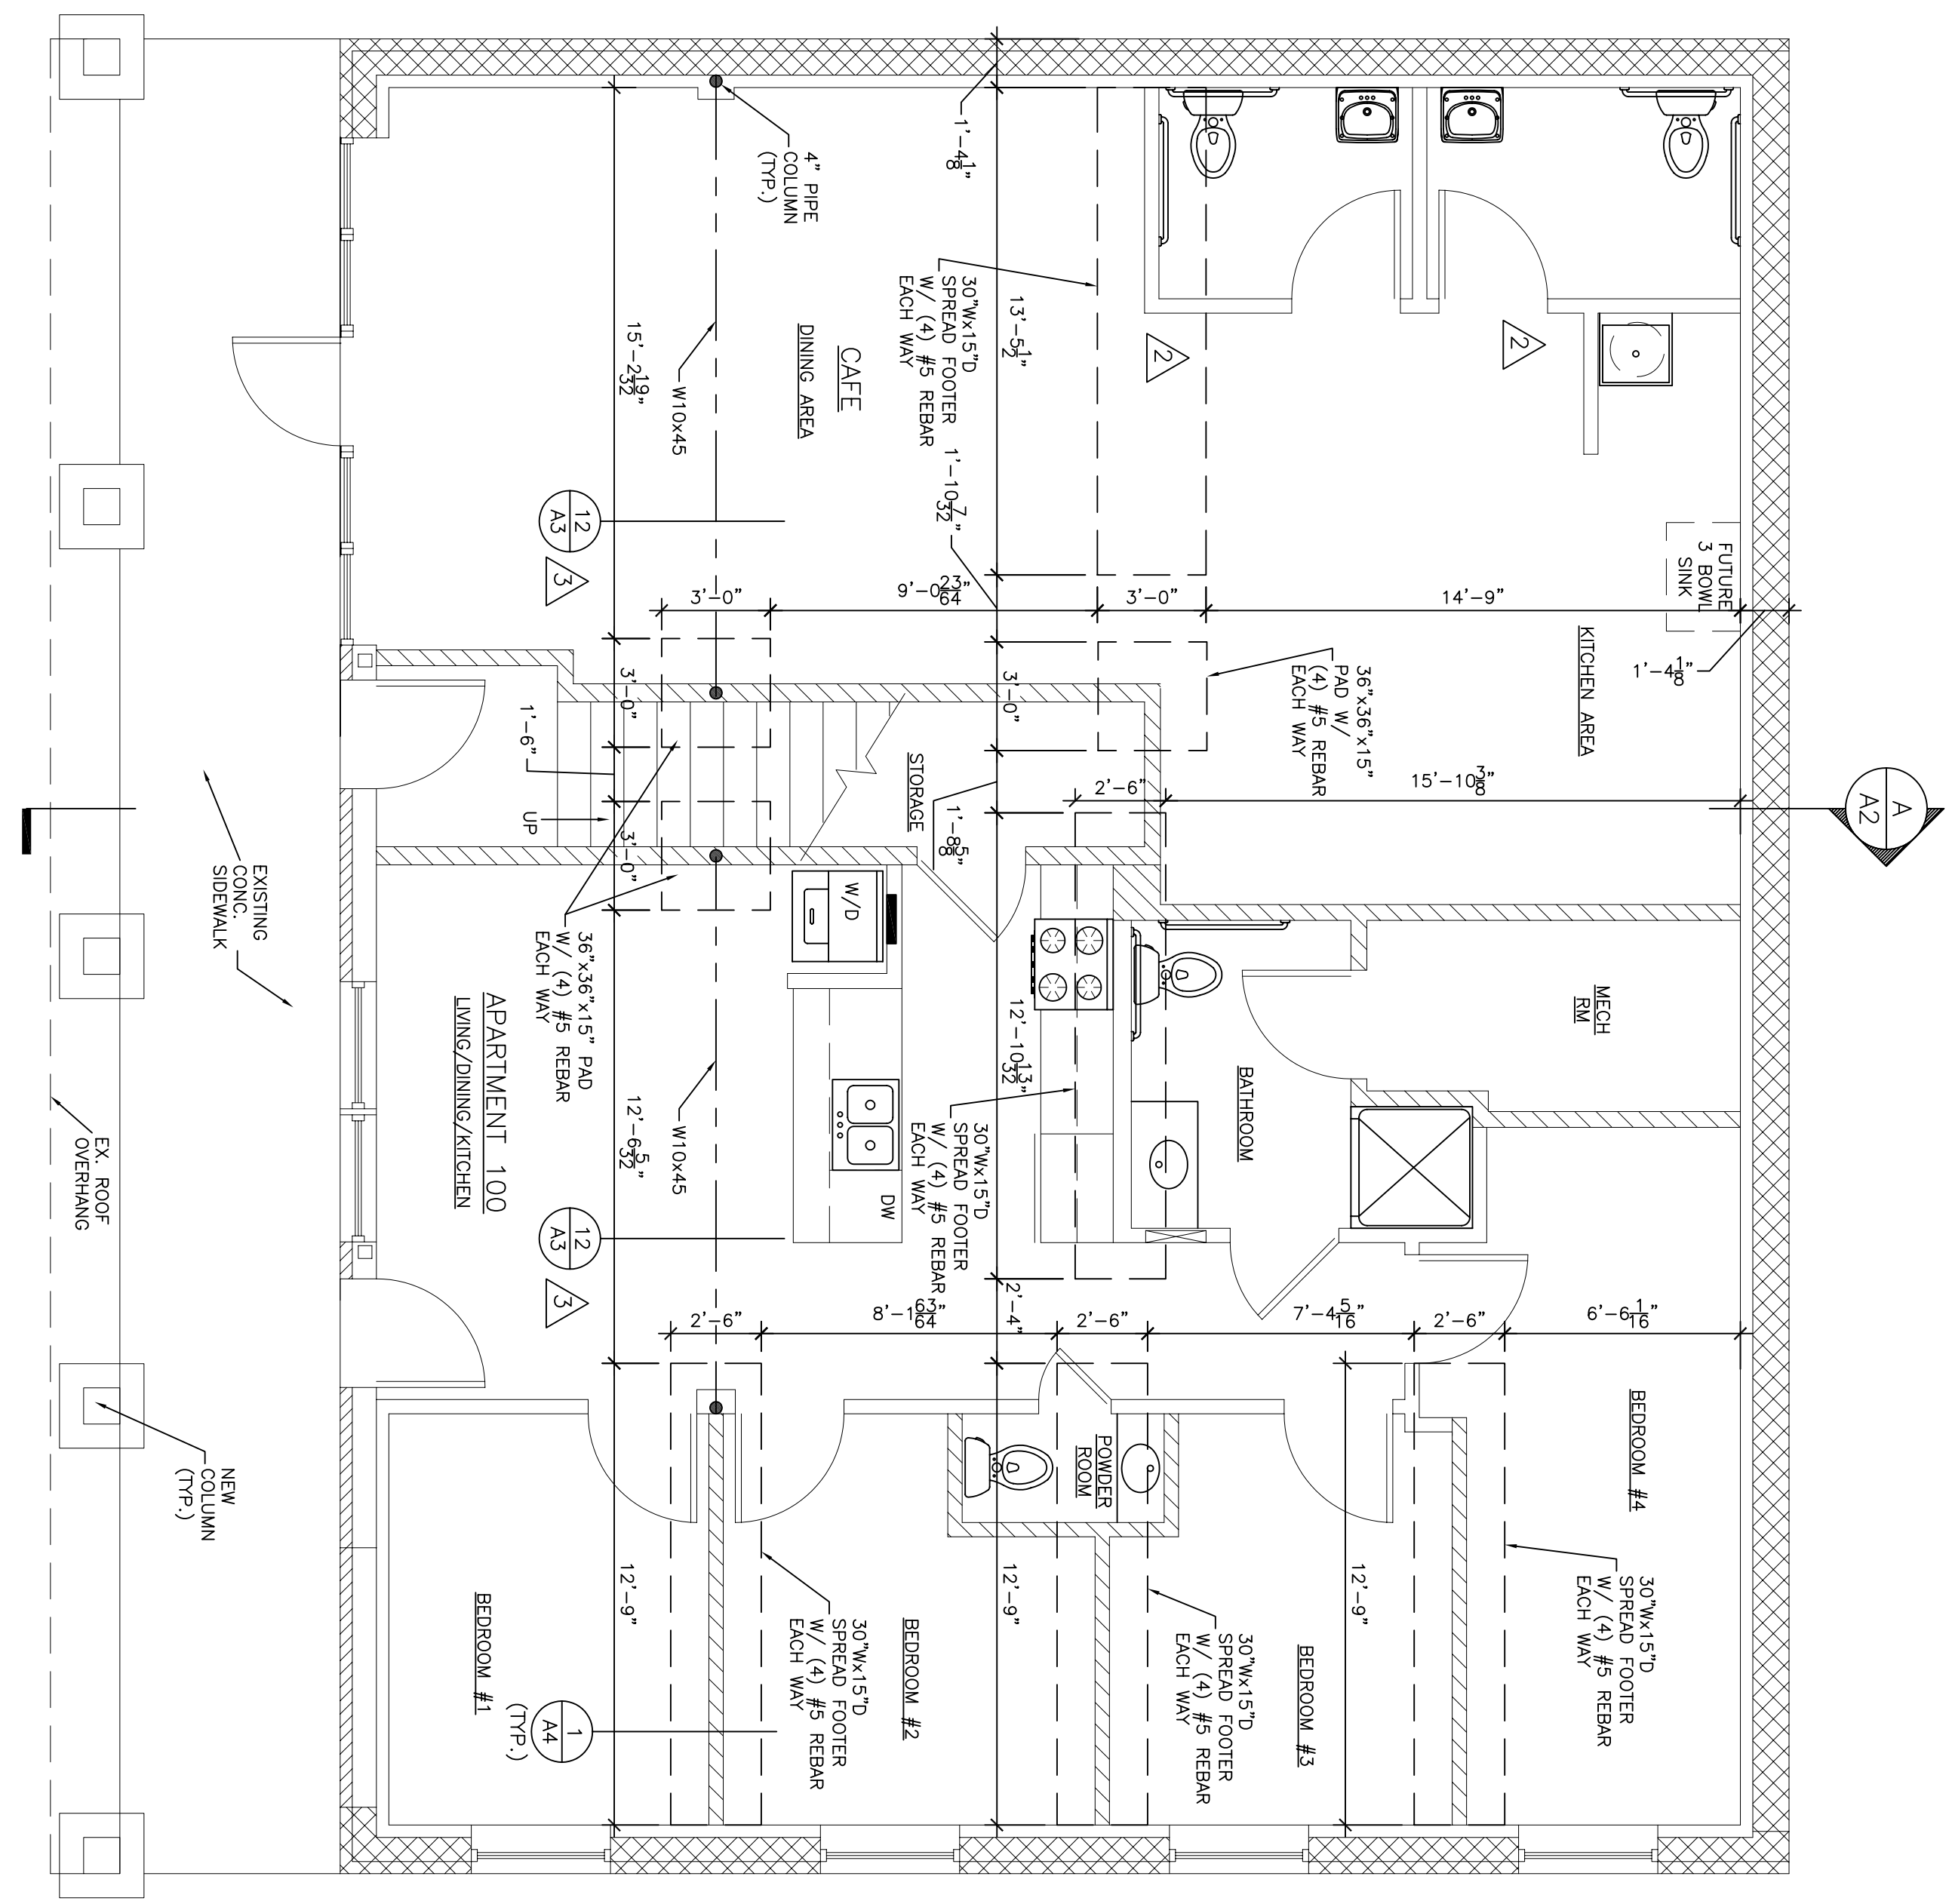 A
A2
FUTURE
3 BOWL
SINK
KITCHEN AREA
MECH
RM
BEDROOM #4
30"Wx15"D
SPREAD FOOTER
W/ (4) #5 REBAR
EACH WAY
1'-4 1/8"
14'-9"
15'-10 3/8"
6'-6 1/16"
2
2
36"x36"x15"
PAD W/
(4) #5 REBAR
EACH WAY
3'-0"
2'-6"
BATHROOM
2'-6"
7'-4 5/16"
2'-6"
BEDROOM #3
30"Wx15"D
SPREAD FOOTER
W/ (4) #5 REBAR
EACH WAY
POWDER
ROOM
1'-4 1/8"
13'-5 1/2"
1'-10 7/32"
3'-0"
1'-8 5/8"
12'-10 13/32"
2'-4"
12'-9"
12'-9"
30"Wx15"D
SPREAD FOOTER
W/ (4) #5 REBAR
EACH WAY
9'-0 23/64"
STORAGE
30"Wx15"D
SPREAD FOOTER
W/ (4) #5 REBAR
EACH WAY
8'-1 63/64"
BEDROOM #2
30"Wx15"D
SPREAD FOOTER
W/ (4) #5 REBAR
EACH WAY
CAFE
DINING AREA
4" PIPE
COLUMN
(TYP.)
W/D
DW
W10x45
3'-0"
W10x45
15'-2 19/32"
3'-0"
1'-6"
3'-0"
12'-6 5/32"
12'-9"
12
A3
3
UP
36"x36"x15" PAD
W/ (4) #5 REBAR
EACH WAY
12
A3
3
1
A4
(TYP.)
APARTMENT 100
LIVING/DINING/KITCHEN
BEDROOM #1
EXISTING
CONC.
SIDEWALK
NEW
COLUMN
(TYP.)
EX. ROOF
OVERHANG